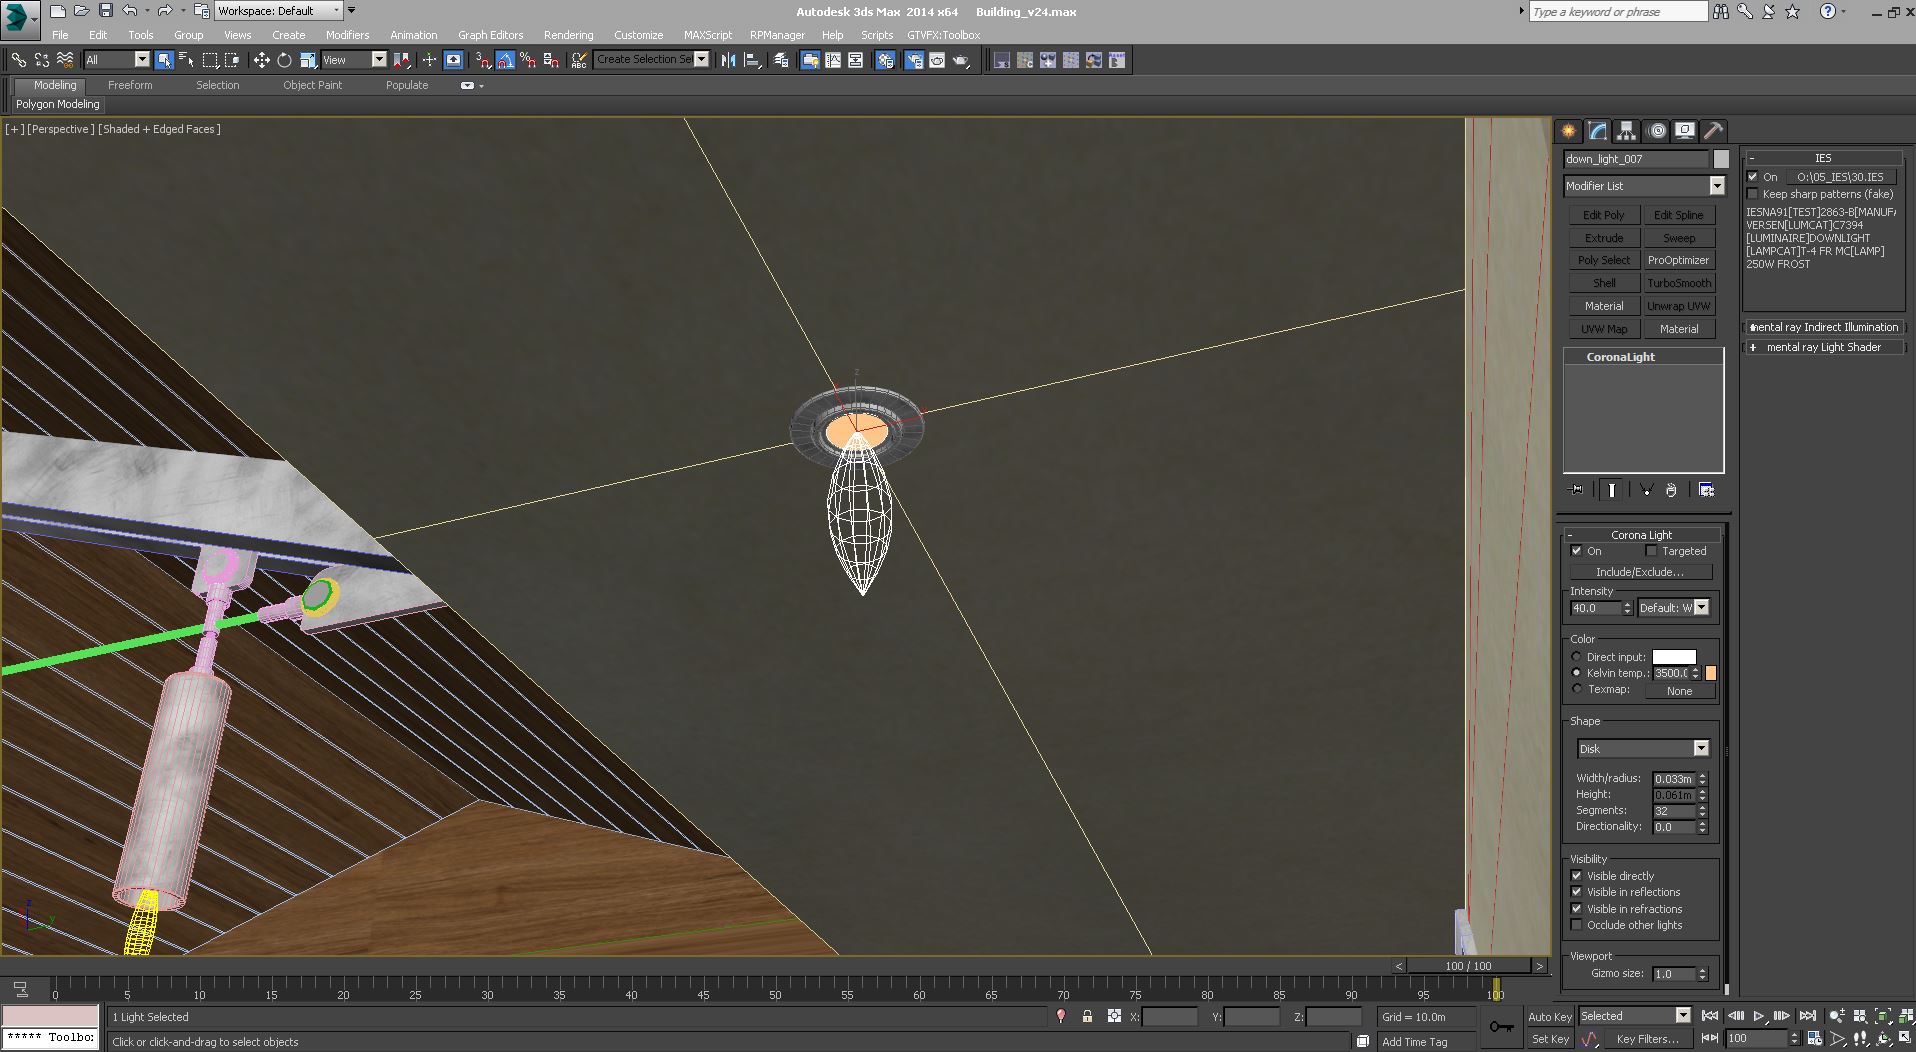 Workspace: Default
Autodesk 3ds Max 2014 x64 Building_v24.max
Type a keyword or phrase
File Edit Tools Group Views Create Modifiers Animation Graph Editors Rendering Customize MAXScript RPManager Help Scripts GTVFX:Toolbox
All View Create Selection Se
Modeling Freeform Selection Object Paint Populate
Polygon Modeling
[+] [Perspective ] [Shaded + Edged Faces ]
z
z
y
down_light_007
Modifier List
Edit Poly Edit Spline
Extrude Sweep
Poly Select ProOptimizer
Shell TurboSmooth
Material Unwrap UVW
UVW Map Material
CoronaLight
- Corona Light
On Targeted
Include/Exclude...
Intensity
40.0 Default: W
Color
Direct input:
Kelvin temp.: 3500.0
Texmap: None
Shape
Disk
Width/radius: 0.033m
Height: 0.061m
Segments: 32
Directionality: 0.0
Visibility
Visible directly
Visible in reflections
Visible in refractions
Occlude other lights
Viewport
Gizmo size: 1.0
- IES
On O:\05_IES\30.IES
Keep sharp patterns (fake)
IESNA91[TEST]2863-B[MANUFA
VERSEN[LUMCAT]C7394
[LUMINAIRE]DOWNLIGHT
[LAMPCAT]T-4 FR MC[LAMP]
250W FROST
mental ray Indirect Illumination
+ mental ray Light Shader
< 100 / 100 >
0 5 10 15 20 25 30 35 40 45 50 55 60 65 70 75 80 85 90 95 100
1 Light Selected X: Y: Z: Grid = 10.0m Auto Key Selected
***** Toolbo: Click or click-and-drag to select objects Add Time Tag Set Key Key Filters... 100